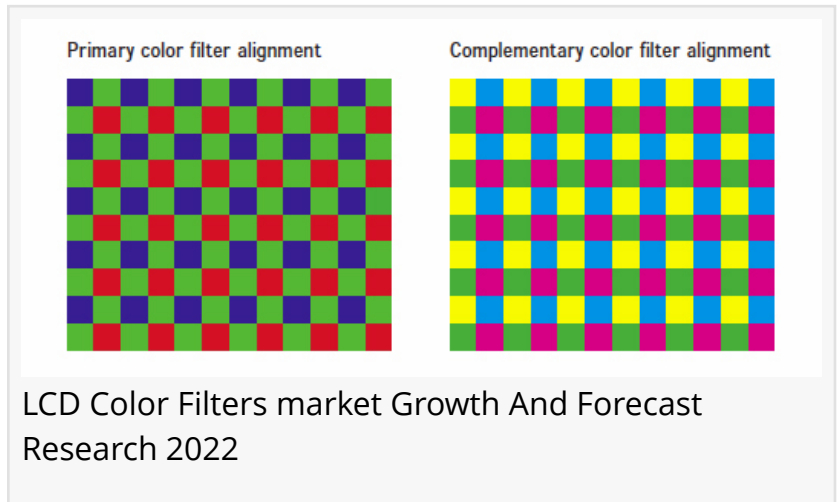 Primary color filter alignment
Complementary color filter alignment
LCD Color Filters market Growth And Forecast
Research 2022